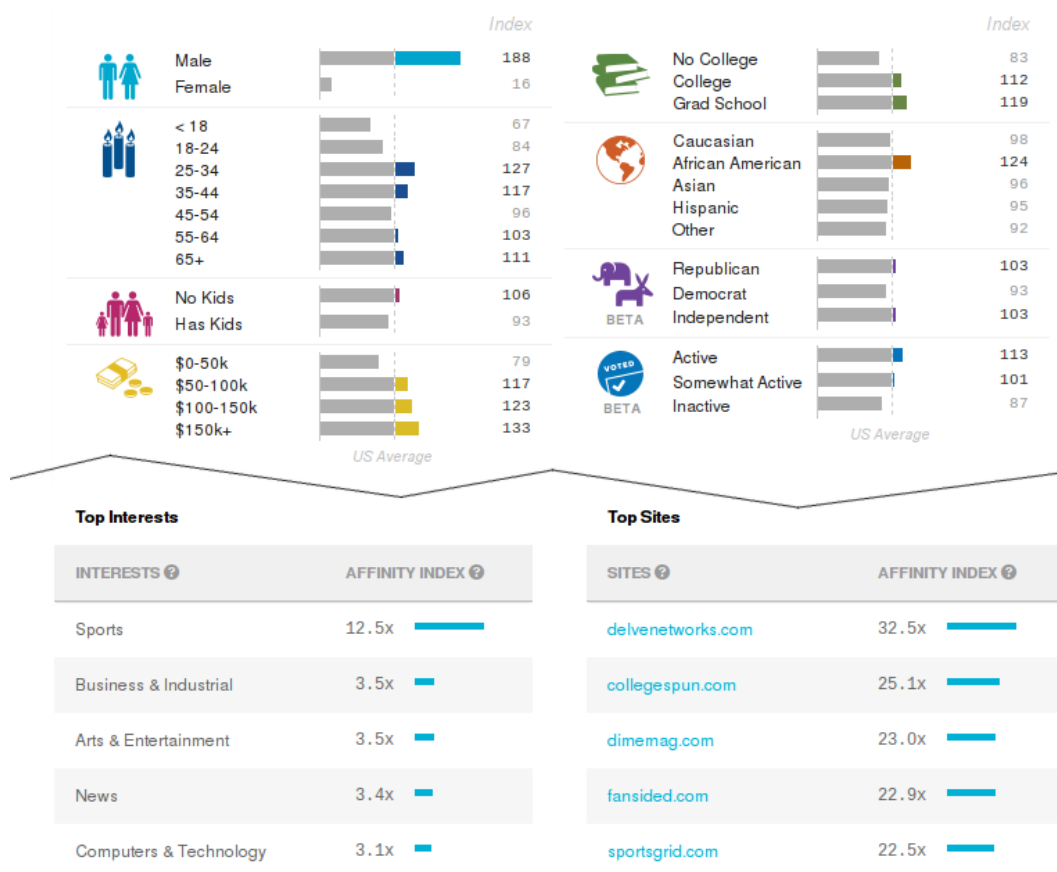 Index
Male 188
Female 16
< 18 67
18-24 84
25-34 127
35-44 117
45-54 96
55-64 103
65+ 111
No Kids 106
Has Kids 93
$0-50k 79
$50-100k 117
$100-150k 123
$150k+ 133
US Average
Index
No College 83
College 112
Grad School 119
Caucasian 98
African American 124
Asian 96
Hispanic 95
Other 92
Republican 103
Democrat 93
BETA Independent 103
VOTED
Active 113
Somewhat Active 101
BETA Inactive 87
US Average
Top Interests
INTERESTS ? AFFINITY INDEX ?
Sports 12.5x
Business & Industrial 3.5x
Arts & Entertainment 3.5x
News 3.4x
Computers & Technology 3.1x
Top Sites
SITES ? AFFINITY INDEX ?
delvenetworks.com 32.5x
collegespun.com 25.1x
dimemag.com 23.0x
fansided.com 22.9x
sportsgrid.com 22.5x